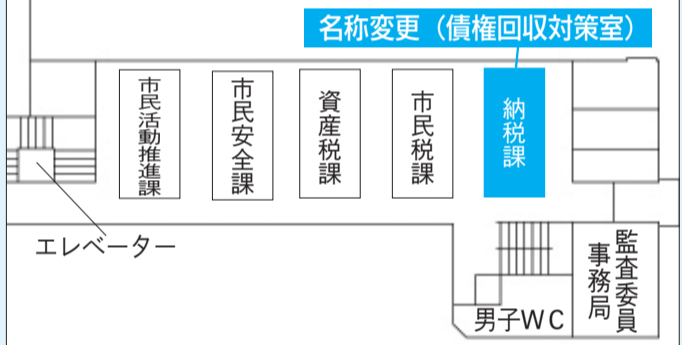 名称変更（債権回収対策室）
市民活動推進課
市民安全課
資産税課
市民税課
納税課
エレベーター
監査委員
事務局
男子WC